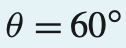 θ = 60°